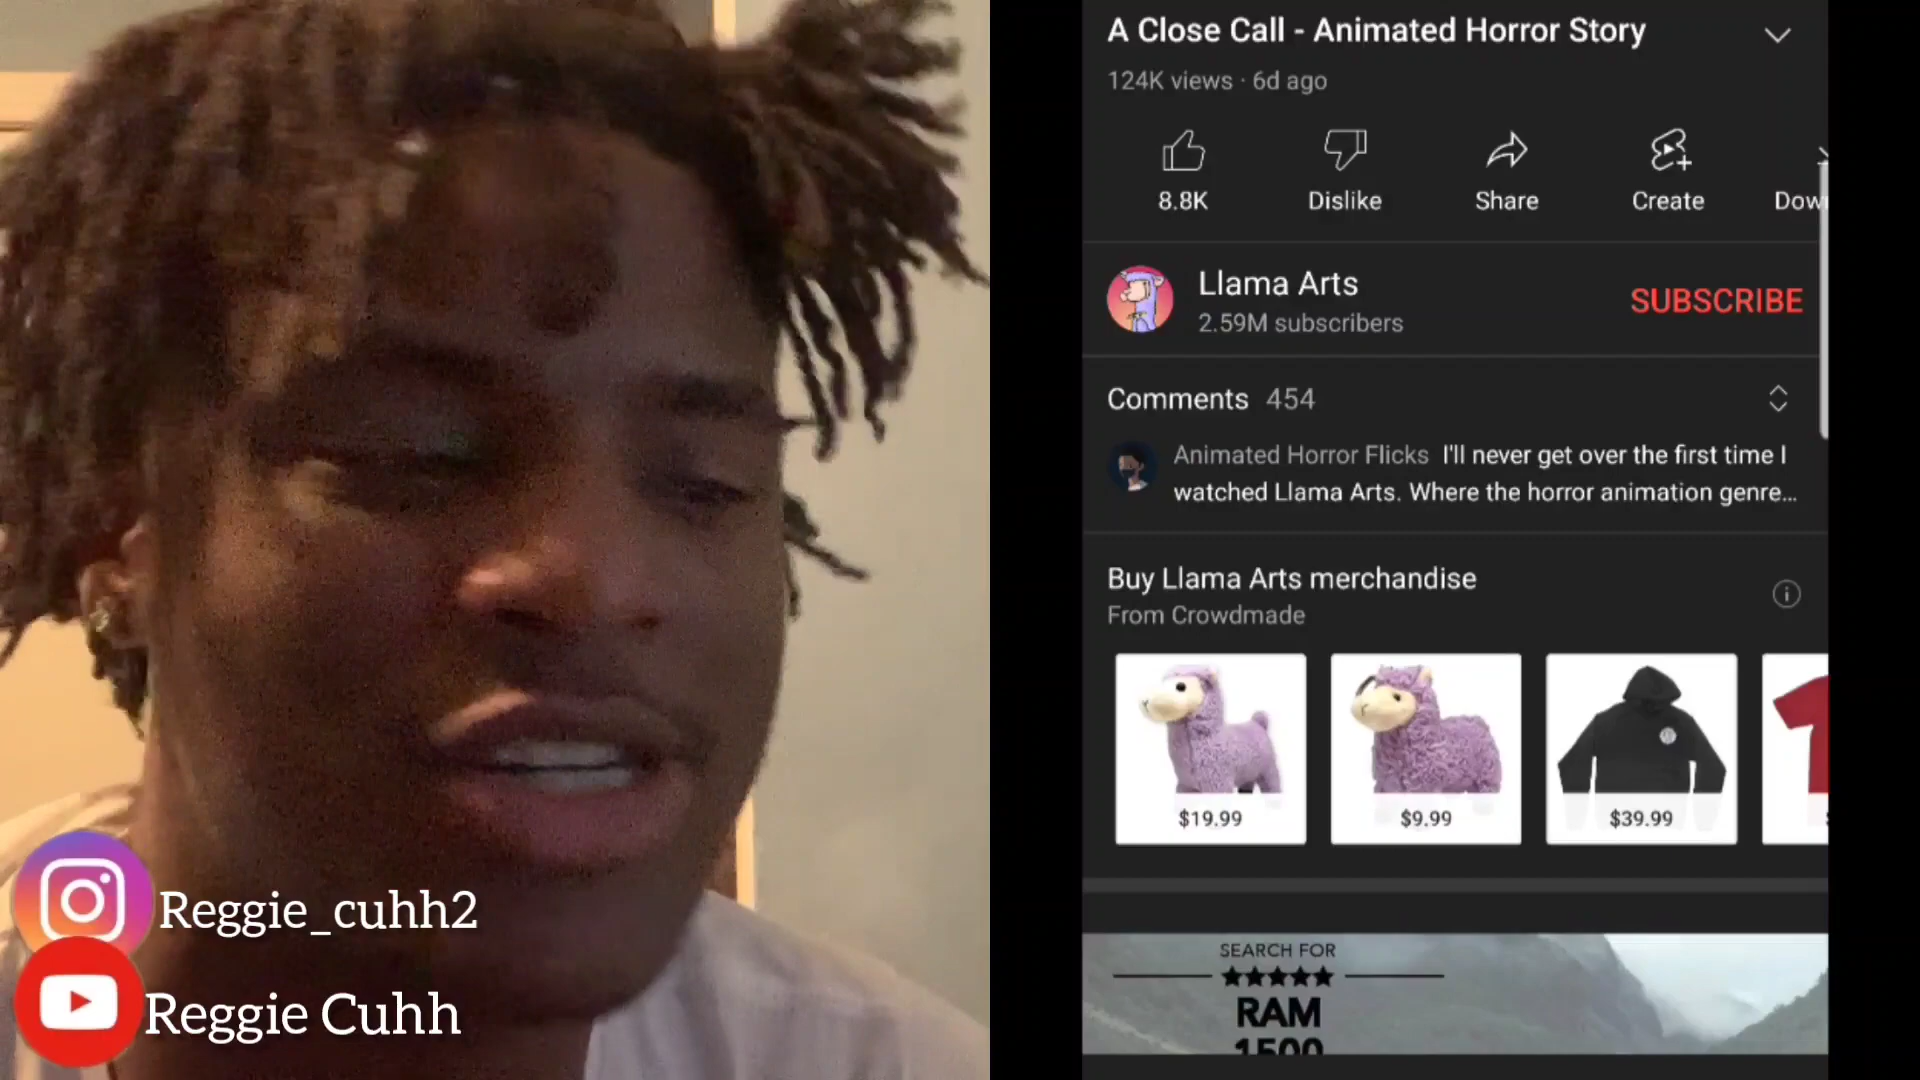 A Close Call - Animated Horror Story
124K views · 6d ago
8.8K
Dislike
Share
Create
Dow
Llama Arts
2.59M subscribers
SUBSCRIBE
Comments 454
Animated Horror Flicks I'll never get over the first time I
watched Llama Arts. Where the horror animation genre...
Buy Llama Arts merchandise
From Crowdmade
$19.99
$9.99
$39.99
SEARCH FOR
RAM
1500
Reggie_cuhh2
Reggie Cuhh